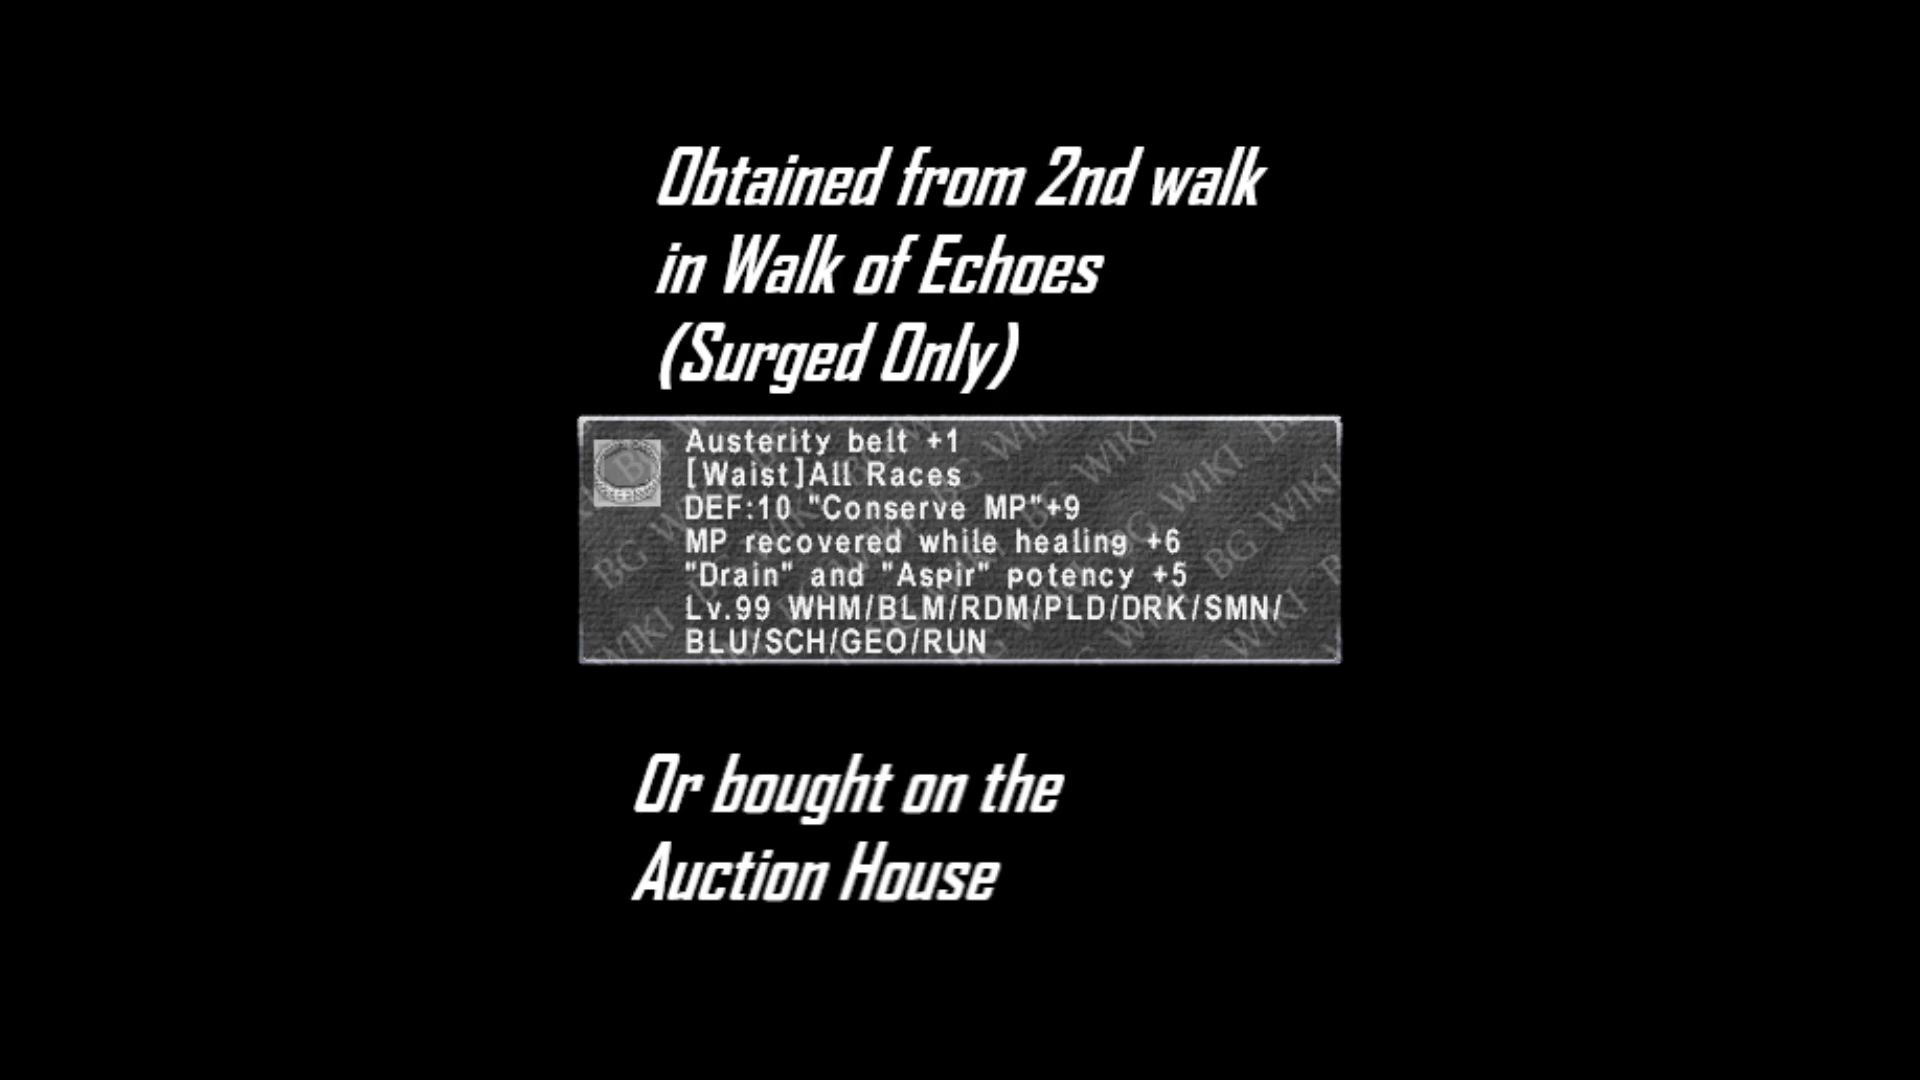 Obtained from 2nd walk
in Walk of Echoes
(Surged Only)
Austerity belt +1
[Waist]All Races
DEF:10 "Conserve MP"+9
MP recovered while healing +6
"Drain" and "Aspir" potency +5
Lv.99 WHM/BLM/RDM/PLD/DRK/SMN/
BLU/SCH/GEO/RUN
BG WIKI
Or bought on the
Auction House